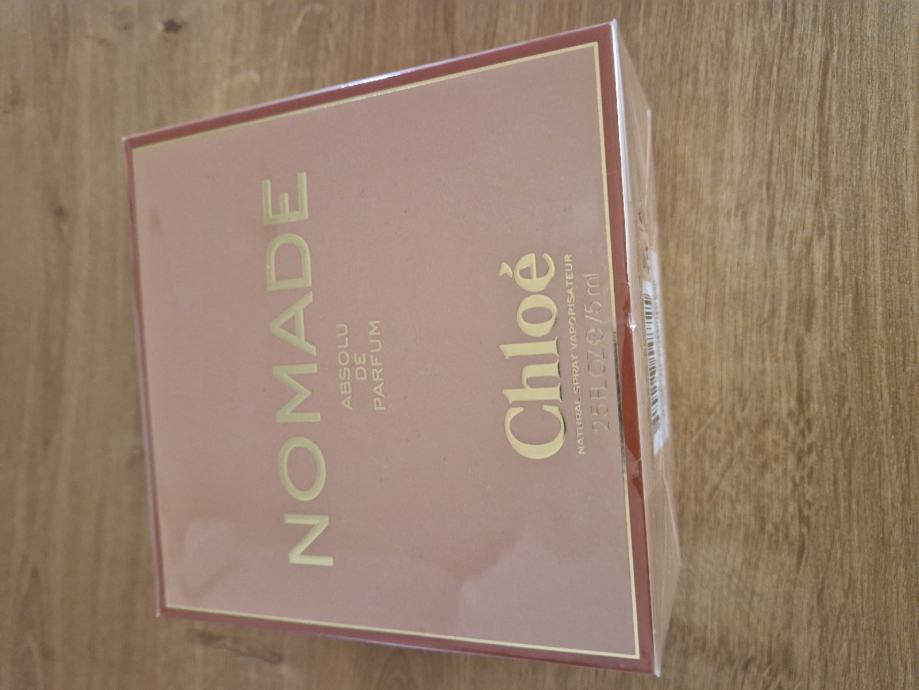 NOMADE
ABSOLU
DE
PARFUM
Chloé
NATURAL SPRAY VAPORISATEUR
2.5 FL OZ ℮ 75 ml